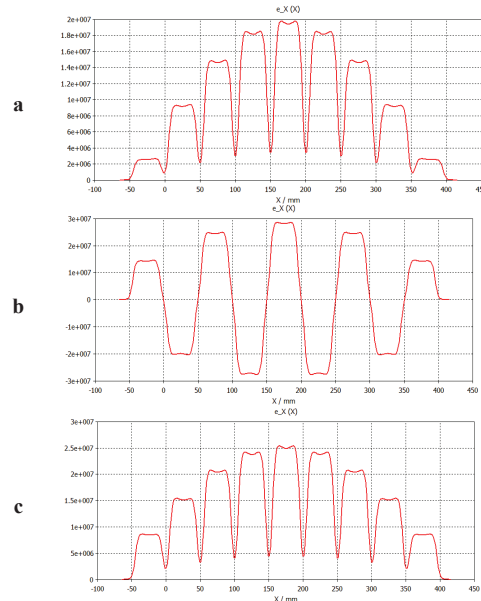 e_X (X)
2e+007
1.8e+007
1.6e+007
1.4e+007
1.2e+007
1e+007
8e+006
6e+006
4e+006
2e+006
0
a
-100 -50 0 50 100 150 200 250 300 350 400 45
X / mm
e_X (X)
3e+007
2e+007
1e+007
0
-1e+007
-2e+007
-3e+007
b
-100 -50 0 50 100 150 200 250 300 350 400 450
X / mm
e_X (X)
3e+007
2.5e+007
2e+007
1.5e+007
1e+007
5e+006
0
c
-100 -50 0 50 100 150 200 250 300 350 400 450
X / mm